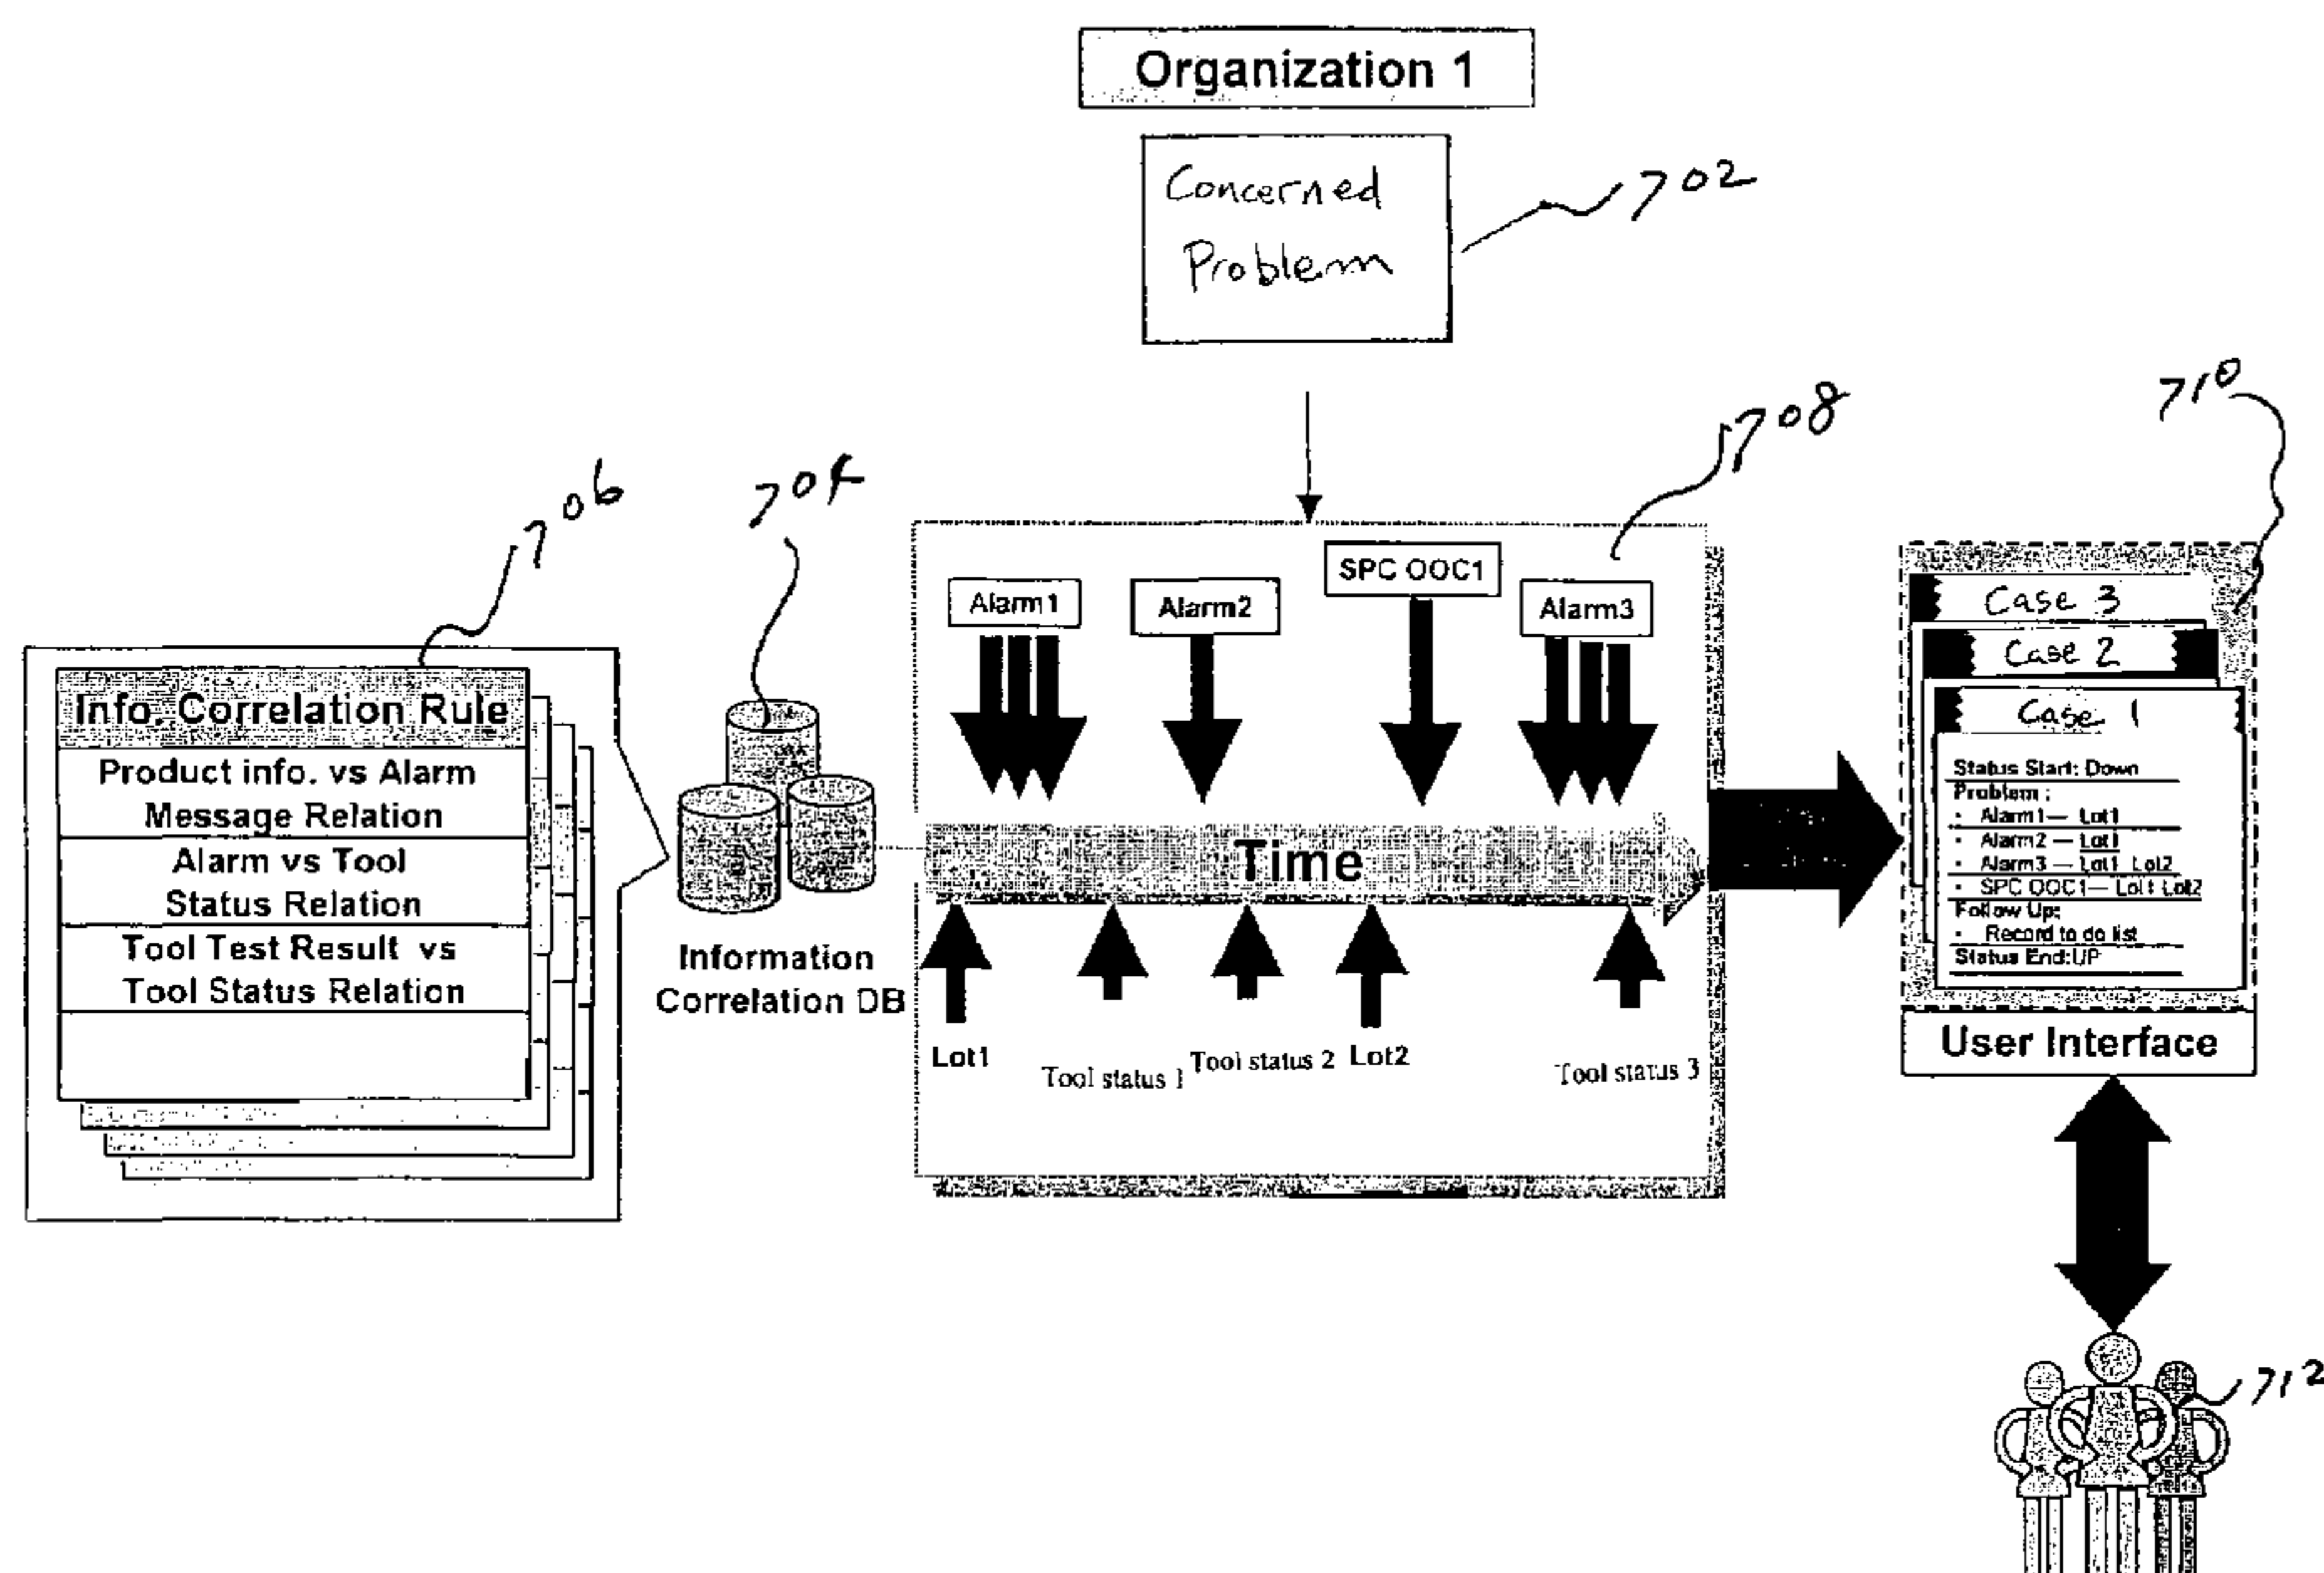 Organization 1
Concerned
Problem
702
706
704
708
710
Info. Correlation Rule
Product info. vs Alarm
Message Relation
Alarm vs Tool
Status Relation
Tool Test Result vs
Tool Status Relation
Information
Correlation DB
Alarm1
Alarm2
SPC OOC1
Alarm3
Time
Lot1
Tool status 1
Tool status 2
Lot2
Tool status 3
Case 3
Case 2
Case 1
Status Start: Down
Problem :
· Alarm1— Lot1
· Alarm2 — Lot1
· Alarm3 — Lot1 Lot2
· SPC OOC1— Lot1 Lot2
Follow Up:
· Record to do list
Status End:UP
User Interface
712